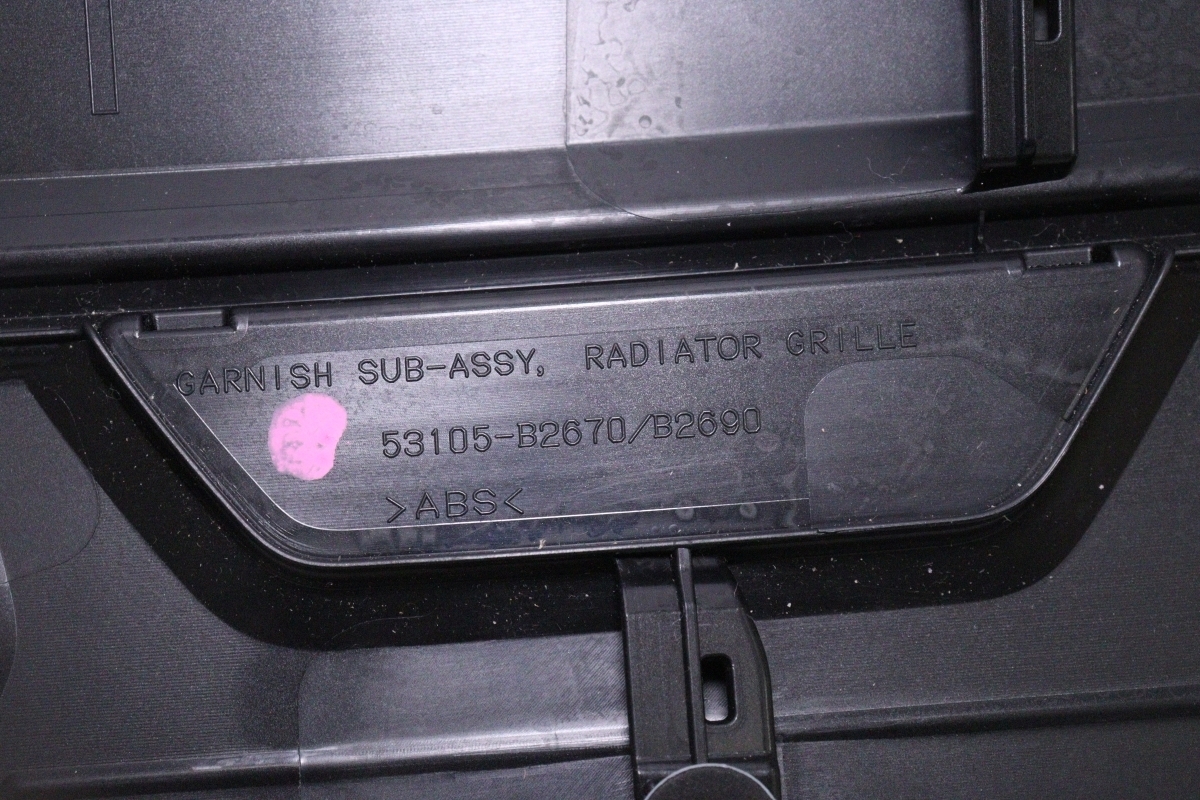 GARNISH SUB-ASSY, RADIATOR GRILLE
53105-B2670/B2690
>ABS<